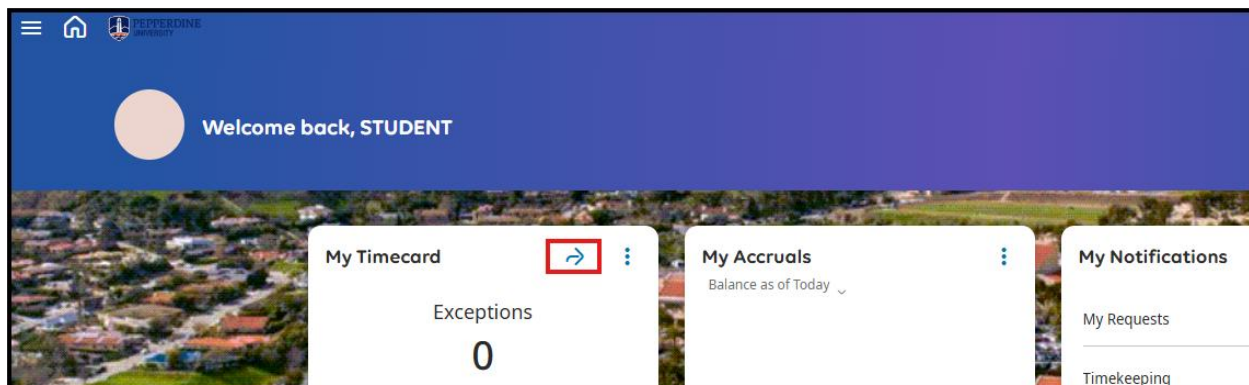 PEPPERDINE
UNIVERSITY
Welcome back, STUDENT
My Timecard
Exceptions
0
My Accruals
Balance as of Today
My Notifications
My Requests
Timekeeping